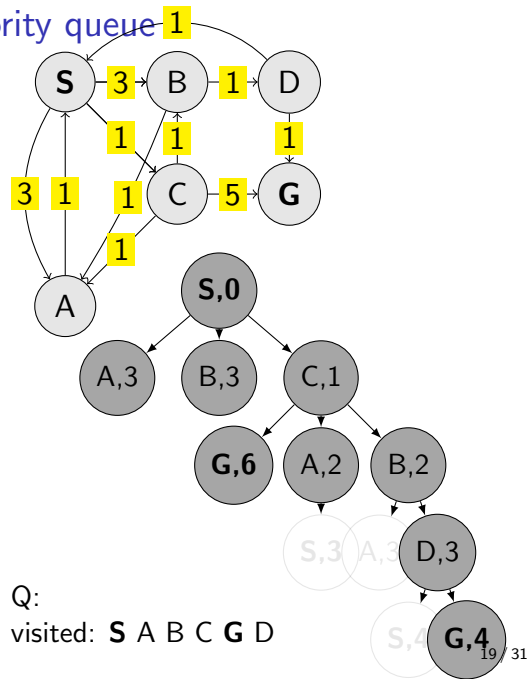 ority queue
1
S 3 B 1 D
1 1 1
3 1 1 C 5 G
1
A
S,0
A,3 B,3 C,1
G,6 A,2 B,2
S,3 A,3 D,3
Q:
visited: S A B C G D
S,4 G,4
19 / 31